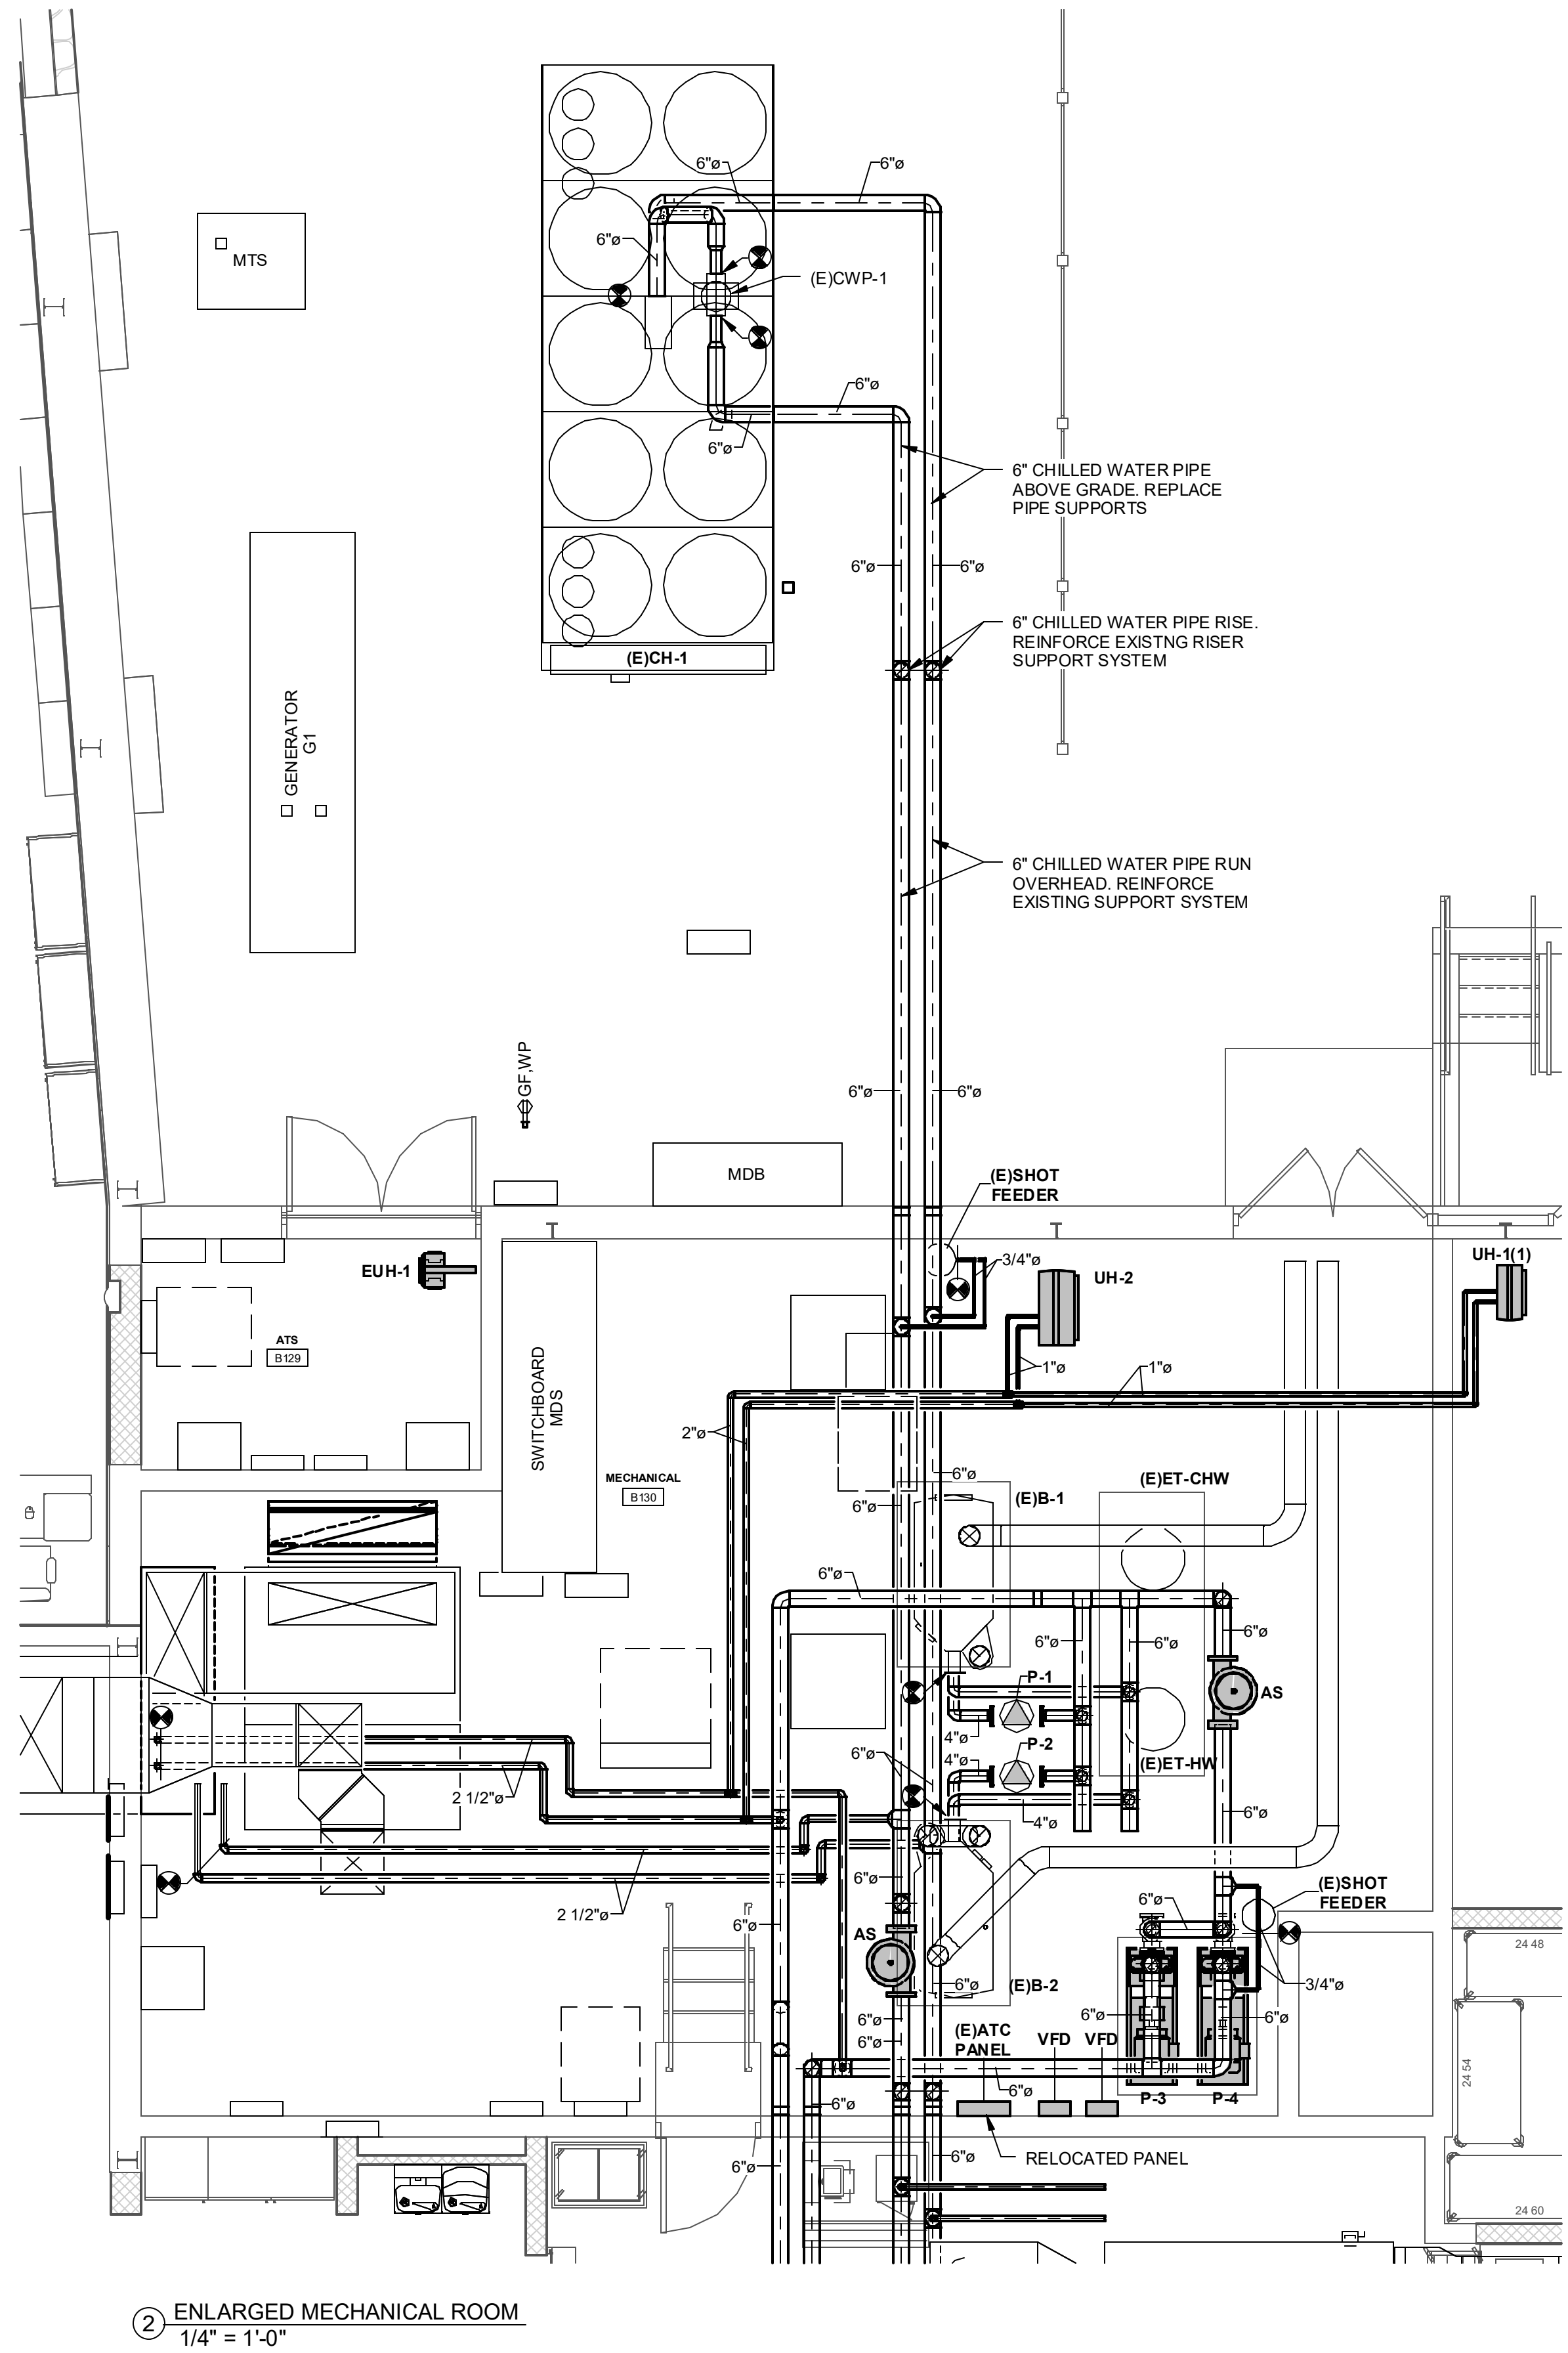 6"ø
6"ø
6"ø
MTS
(E)CWP-1
6"ø
6"ø
6" CHILLED WATER PIPE
ABOVE GRADE. REPLACE
PIPE SUPPORTS
6"ø
6"ø
6" CHILLED WATER PIPE RISE.
REINFORCE EXISTNG RISER
SUPPORT SYSTEM
(E)CH-1
GENERATOR
G1
6" CHILLED WATER PIPE RUN
OVERHEAD. REINFORCE
EXISTING SUPPORT SYSTEM
GF,WP
6"ø
6"ø
MDB
(E)SHOT
FEEDER
3/4"ø
UH-2
UH-1(1)
EUH-1
ATS
B129
SWITCHBOARD
MDS
1"ø
1"ø
2"ø
MECHANICAL
B130
6"ø
6"ø
(E)B-1
(E)ET-CHW
6"ø
6"ø
6"ø
6"ø
P-1
AS
4"ø
P-2
6"ø
4"ø
(E)ET-HW
2 1/2"ø
4"ø
6"ø
6"ø
(E)SHOT
FEEDER
2 1/2"ø
6"ø
6"ø
AS
24 48
6"ø
(E)B-2
3/4"ø
6"ø
6"ø
6"ø
6"ø
(E)ATC
PANEL
VFD
VFD
24 54
6"ø
6"ø
P-3
P-4
6"ø
6"ø
RELOCATED PANEL
24 60
2
ENLARGED MECHANICAL ROOM
1/4" = 1'-0"